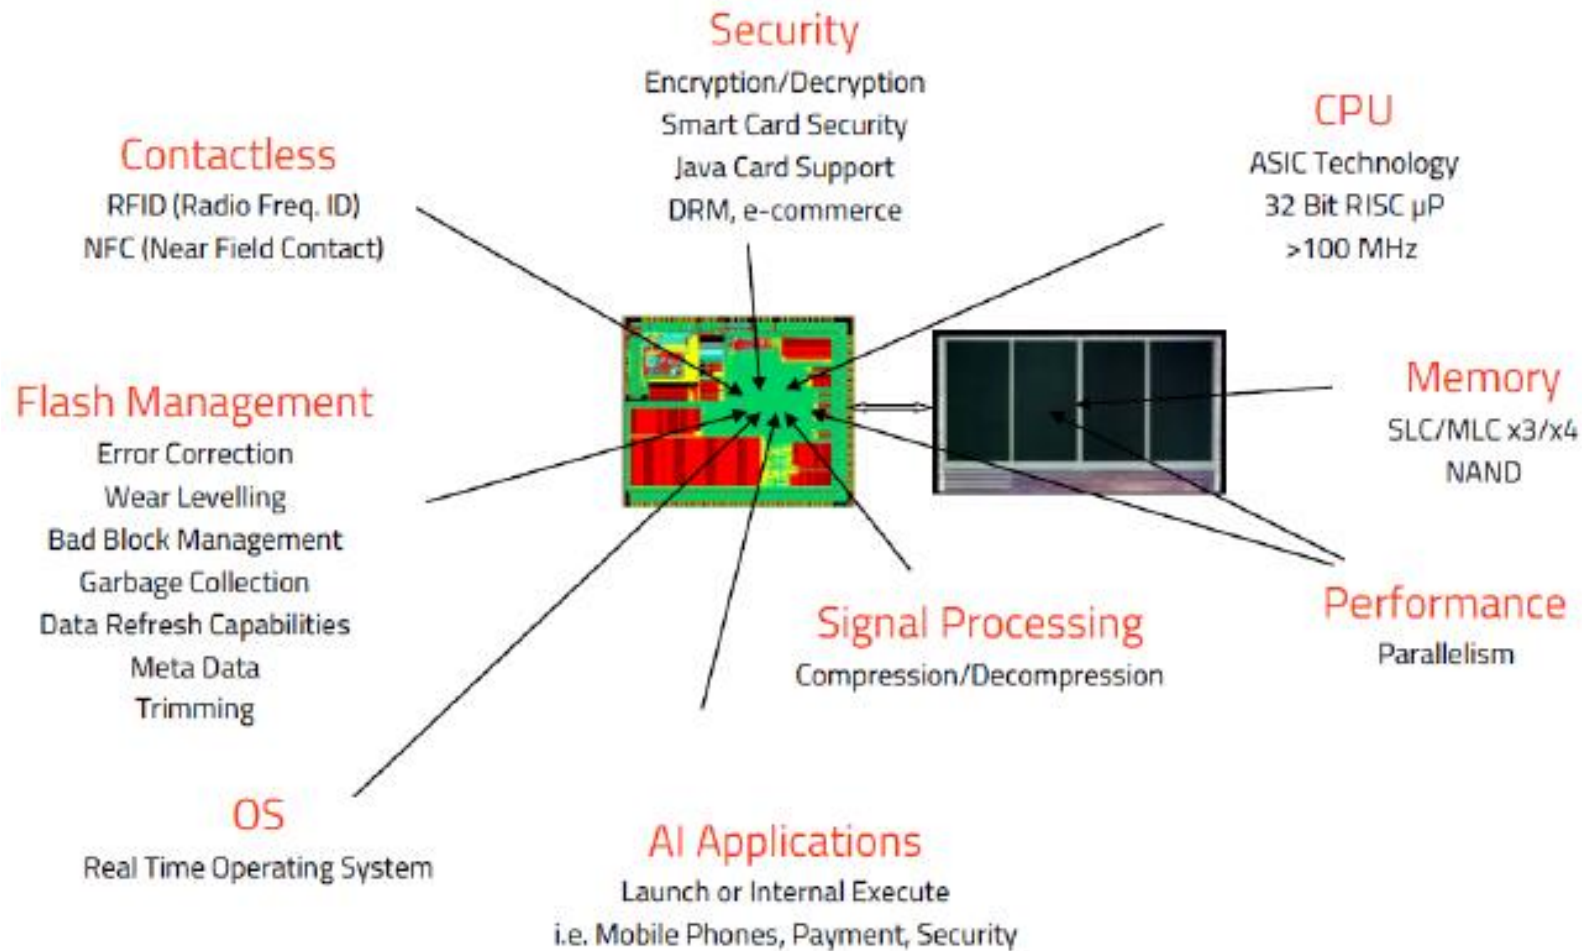 Security
Encryption/Decryption
Smart Card Security
Java Card Support
DRM, e-commerce
CPU
ASIC Technology
32 Bit RISC µP
>100 MHz
Contactless
RFID (Radio Freq. ID)
NFC (Near Field Contact)
Flash Management
Error Correction
Wear Levelling
Bad Block Management
Garbage Collection
Data Refresh Capabilities
Meta Data
Trimming
Memory
SLC/MLC x3/x4
NAND
Signal Processing
Compression/Decompression
Performance
Parallelism
OS
Real Time Operating System
AI Applications
Launch or Internal Execute
i.e. Mobile Phones, Payment, Security